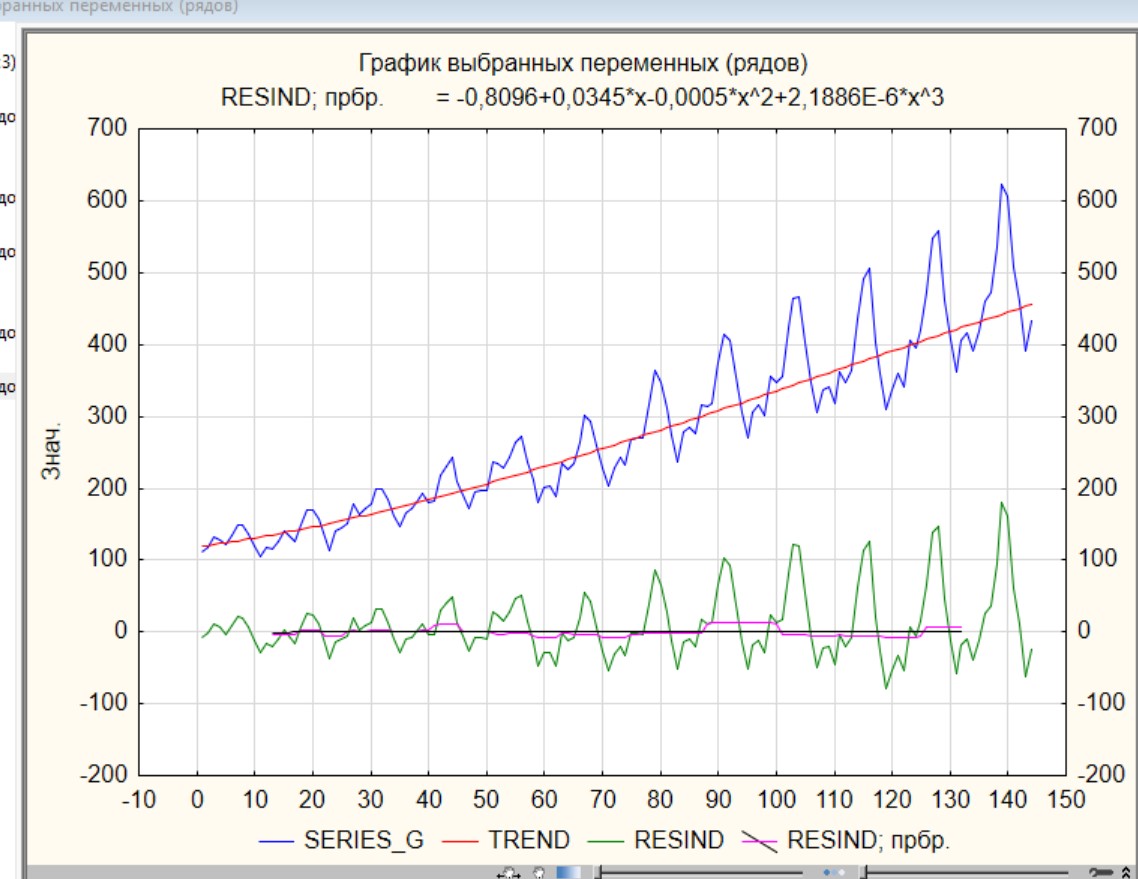 бранных переменных (рядов)
:3)
до
до
до
до
до
График выбранных переменных (рядов)
RESIND; прбр. = -0,8096+0,0345*x-0,0005*x^2+2,1886E-6*x^3
700 700
600 600
500 500
400 400
300 300
200 200
100 100
0 0
-100 -100
-200 -200
Знач.
-10 0 10 20 30 40 50 60 70 80 90 100 110 120 130 140 150
SERIES_G TREND RESIND RESIND; прбр.